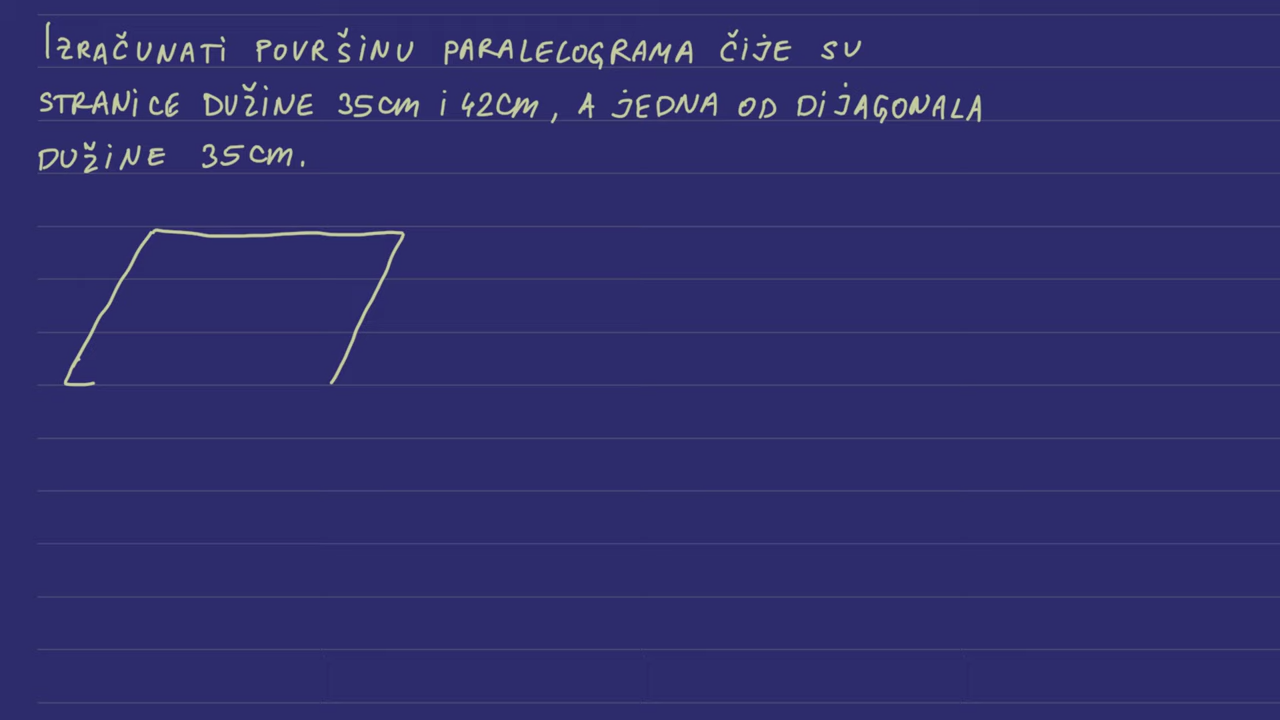 IZRAČUNATI POVRŠINU PARALELOGRAMA ČIJE SU
STRANICE DUŽINE 35cm i 42cm, A JEDNA OD DIJAGONALA
DUŽINE 35cm.